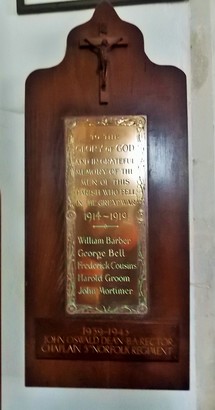 TO THE
GLORY OF GOD
AND IN GRATEFUL
MEMORY OF THE
MEN OF THIS
PARISH WHO FELL
IN THE GREAT WAR
1914-1919
William Barber
George Bell
Frederick Cousins
Harold Groom
John Mortimer
1939-1945
JOHN OSWALD DEAN B.A. RECTOR
CHAPLAIN 5TH NORFOLK REGIMENT